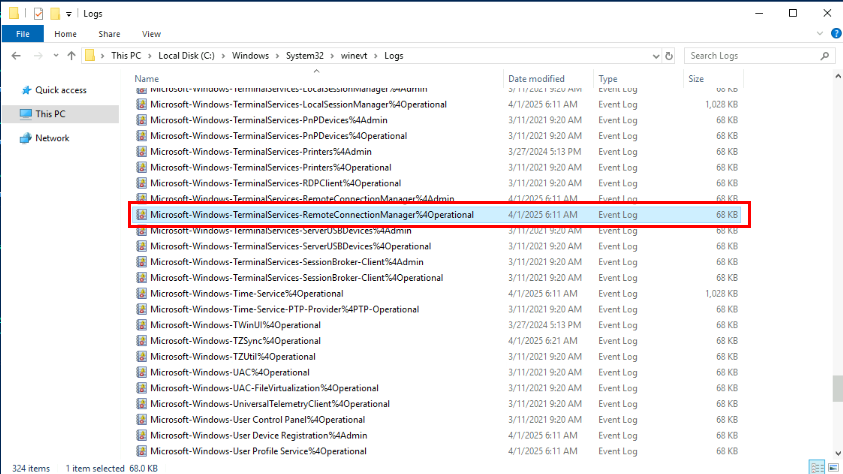 Logs
File Home Share View
This PC Local Disk (C:) Windows System32 winevt Logs Search Logs
Quick access
This PC
Network
Name Date modified Type Size
Microsoft-Windows-TerminalServices-LocalSessionManager%4Admin 3/11/2021 9:20 AM Event Log 68 KB
Microsoft-Windows-TerminalServices-LocalSessionManager%4Operational 4/1/2025 6:11 AM Event Log 1,028 KB
Microsoft-Windows-TerminalServices-PnPDevices%4Admin 3/11/2021 9:20 AM Event Log 68 KB
Microsoft-Windows-TerminalServices-PnPDevices%4Operational 3/11/2021 9:20 AM Event Log 68 KB
Microsoft-Windows-TerminalServices-Printers%4Admin 3/27/2024 5:13 PM Event Log 68 KB
Microsoft-Windows-TerminalServices-Printers%4Operational 3/11/2021 9:20 AM Event Log 68 KB
Microsoft-Windows-TerminalServices-RDPClient%4Operational 3/11/2021 9:20 AM Event Log 68 KB
Microsoft-Windows-TerminalServices-RemoteConnectionManager%4Admin 3/11/2021 9:20 AM Event Log 68 KB
Microsoft-Windows-TerminalServices-RemoteConnectionManager%4Operational 4/1/2025 6:11 AM Event Log 68 KB
Microsoft-Windows-TerminalServices-ServerUSBDevices%4Admin 3/11/2021 9:20 AM Event Log 68 KB
Microsoft-Windows-TerminalServices-ServerUSBDevices%4Operational 3/11/2021 9:20 AM Event Log 68 KB
Microsoft-Windows-TerminalServices-SessionBroker-Client%4Admin 3/11/2021 9:20 AM Event Log 68 KB
Microsoft-Windows-TerminalServices-SessionBroker-Client%4Operational 3/11/2021 9:20 AM Event Log 68 KB
Microsoft-Windows-Time-Service%4Operational 4/1/2025 6:11 AM Event Log 1,028 KB
Microsoft-Windows-Time-Service-PTP-Provider%4PTP-Operational 3/11/2021 9:20 AM Event Log 68 KB
Microsoft-Windows-TWinUI%4Operational 3/27/2024 5:13 PM Event Log 68 KB
Microsoft-Windows-TZSync%4Operational 4/1/2025 6:21 AM Event Log 68 KB
Microsoft-Windows-TZUtil%4Operational 3/11/2021 9:20 AM Event Log 68 KB
Microsoft-Windows-UAC%4Operational 3/11/2021 9:20 AM Event Log 68 KB
Microsoft-Windows-UAC-FileVirtualization%4Operational 3/11/2021 9:20 AM Event Log 68 KB
Microsoft-Windows-UniversalTelemetryClient%4Operational 4/1/2025 6:11 AM Event Log 68 KB
Microsoft-Windows-User Control Panel%4Operational 3/11/2021 9:20 AM Event Log 68 KB
Microsoft-Windows-User Device Registration%4Admin 4/1/2025 6:11 AM Event Log 68 KB
Microsoft-Windows-User Profile Service%4Operational 4/1/2025 6:11 AM Event Log 68 KB
324 items 1 item selected 68.0 KB